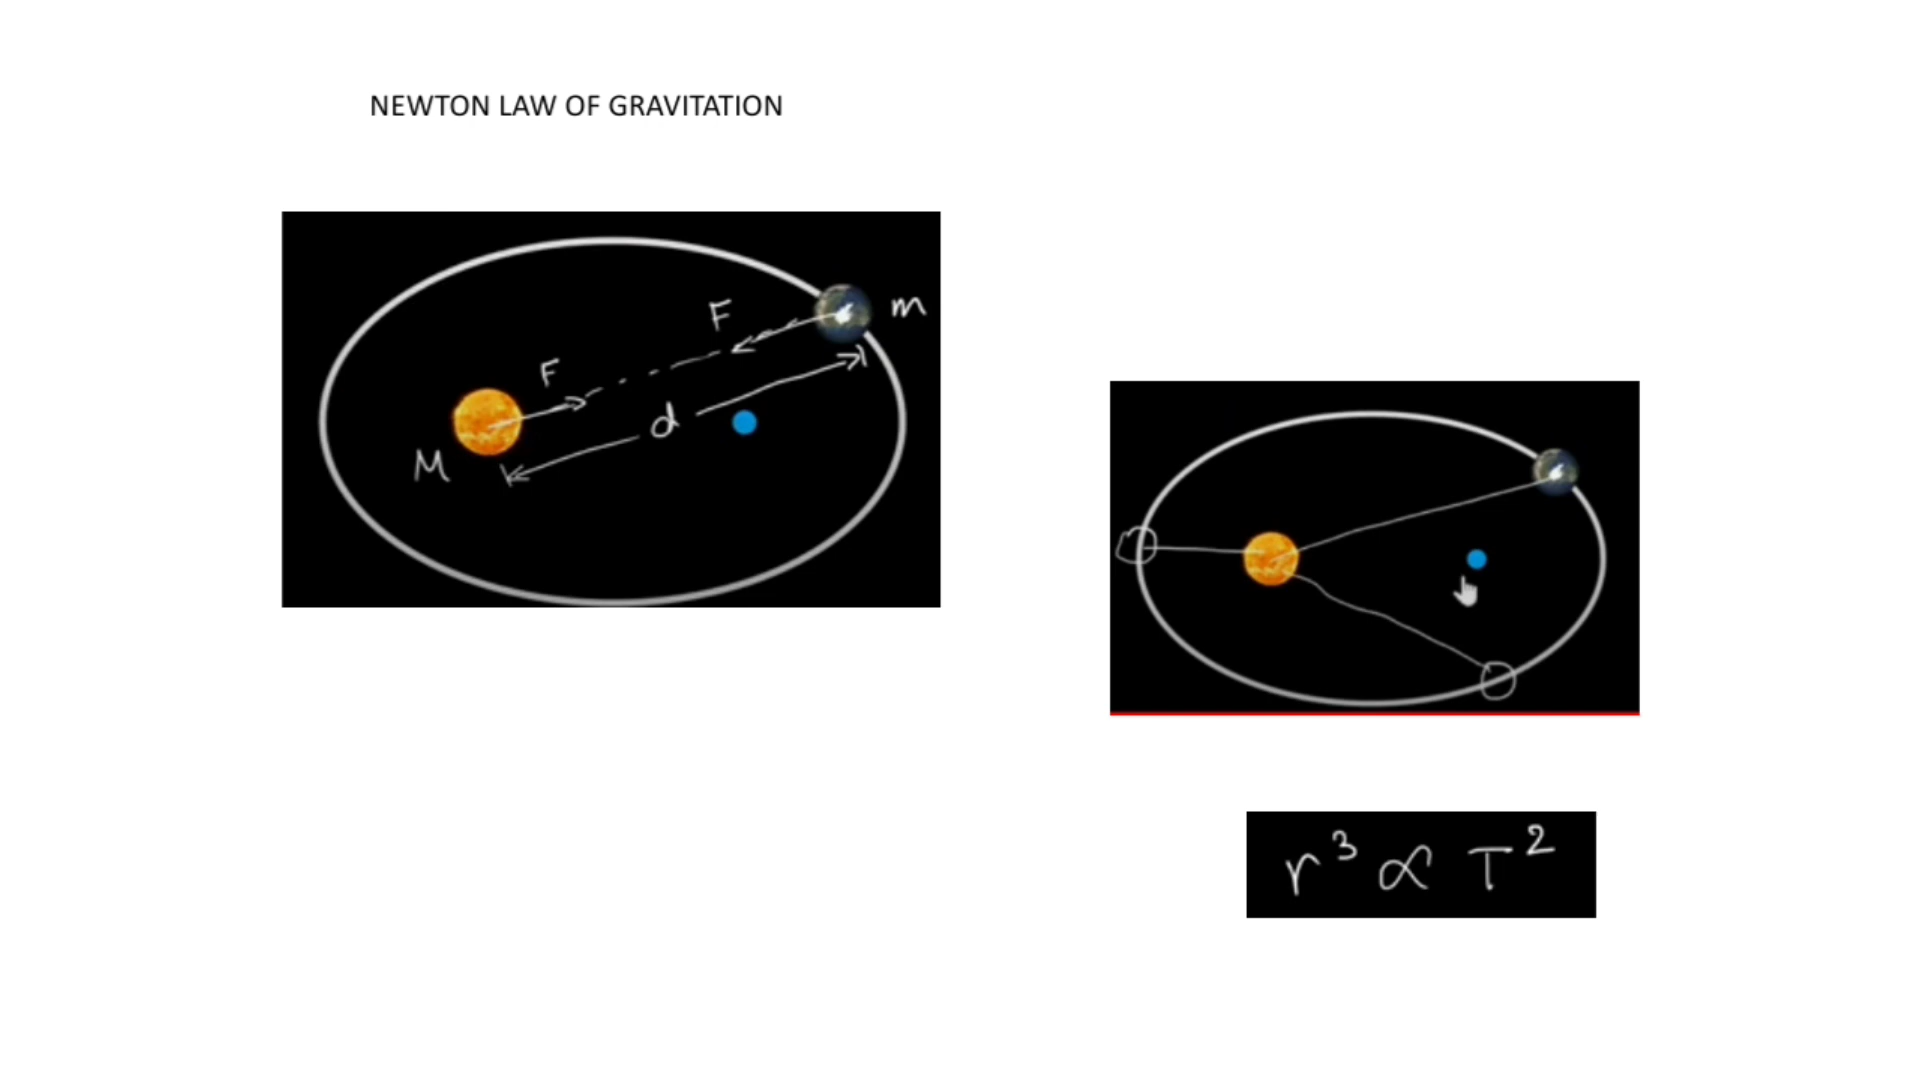 NEWTON LAW OF GRAVITATION
F
m
F
d
M
r³ ∝ T²